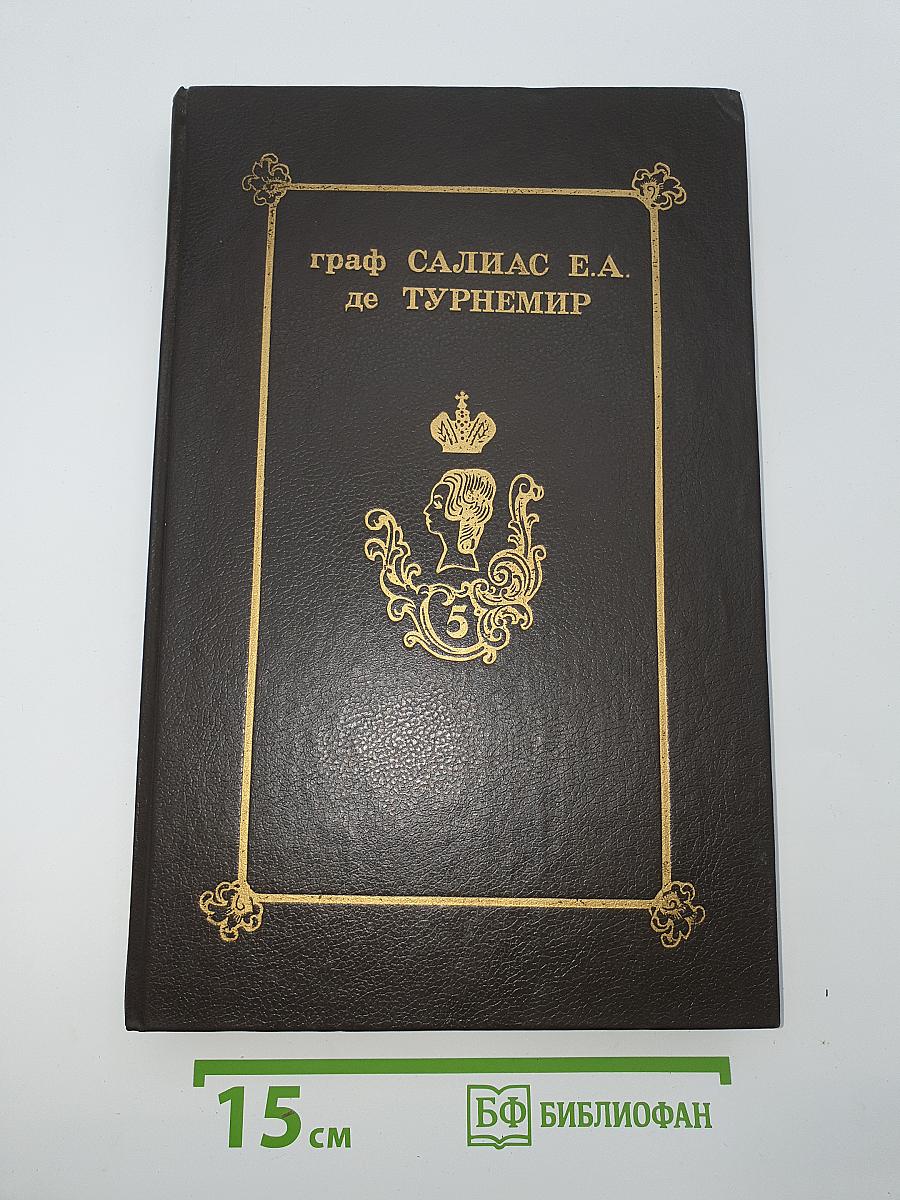 граф САЛИАС Е.А.
де ТУРНЕМИР
5
15 см
БФ БИБЛИОФАН